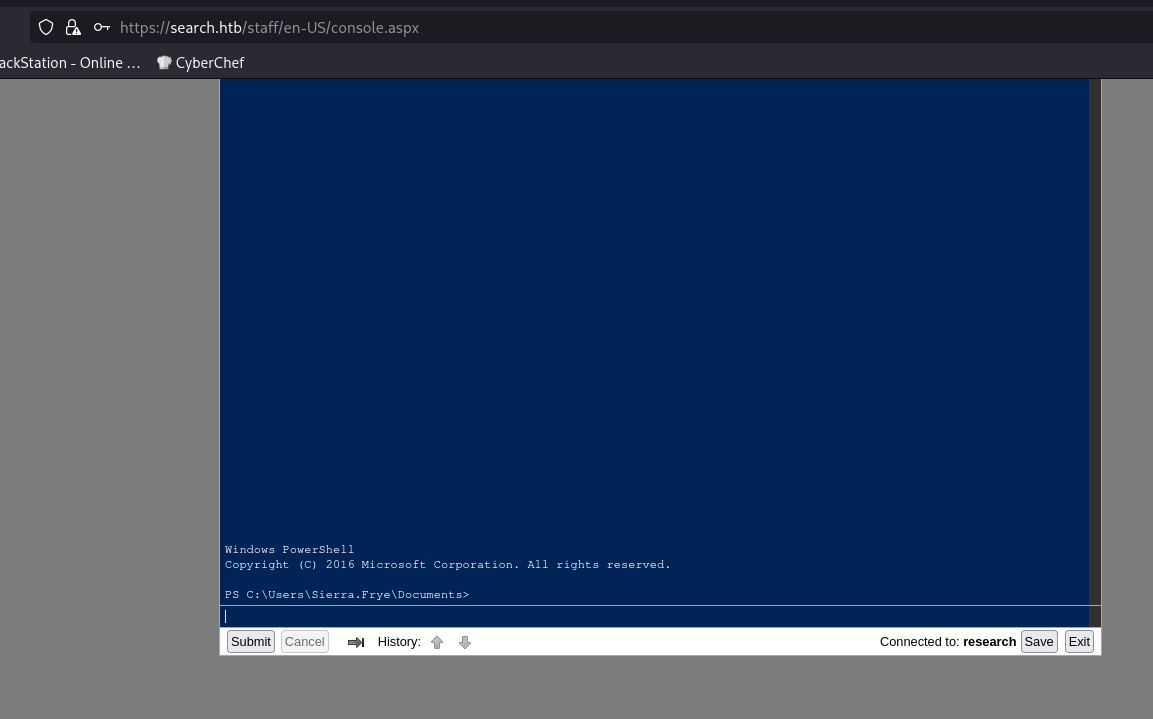 https://search.htb/staff/en-US/console.aspx
ackStation - Online … CyberChef
Windows PowerShell
Copyright (C) 2016 Microsoft Corporation. All rights reserved.
PS C:\Users\Sierra.Frye\Documents>
Submit Cancel History: Connected to: research Save Exit